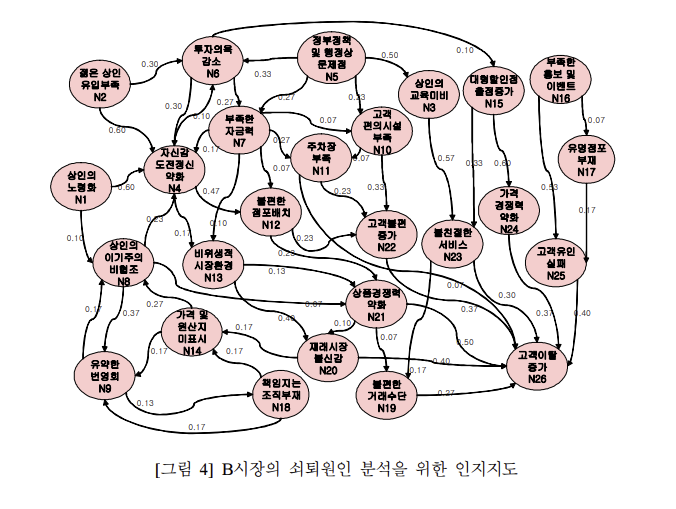 정부정책
및 행정상
문제점
N5
투자의욕
감소
N6
젊은 상인
유입부족
N2
상인의
교육미비
N3
대형할인점
출점증가
N15
부족한
홍보 및
이벤트
N16
부족한
자금력
N7
고객
편의시설
부족
N10
주차장
부족
N11
유명점포
부재
N17
자신감
도전정신
약화
N4
상인의
노령화
N1
불편한
점포배치
N12
고객불편
증가
N22
가격
경쟁력
약화
N24
불친절한
서비스
N23
고객유인
실패
N25
상인의
이기주의
비협조
N8
비위생적
시장환경
N13
상품경쟁력
약화
N21
가격 및
원산지
미표시
N14
재래시장
불신감
N20
고객이탈
증가
N26
유약한
번영회
N9
책임지는
조직부재
N18
불편한
거래수단
N19
0.30
0.33
0.50
0.10
0.30
0.10
0.27
0.27
0.23
0.07
0.07
0.60
0.17
0.27
0.07
0.07
0.57
0.33
0.60
0.53
0.17
0.60
0.47
0.23
0.33
0.10
0.23
0.17
0.10
0.23
0.13
0.07
0.37
0.30
0.37
0.40
0.17
0.37
0.27
0.17
0.10
0.07
0.50
0.17
0.17
0.40
0.17
0.27
0.13
0.17
[그림 4] B시장의 쇠퇴원인 분석을 위한 인지지도